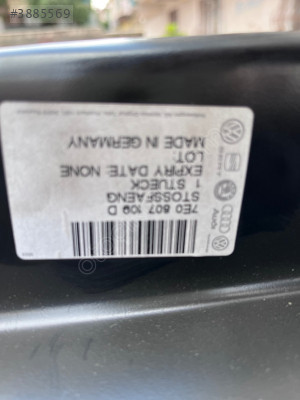 #3885569
7E0 807 109 D
STOSSFAENG
1 STUECK
EXPIRY DATE: NONE
LOT:
MADE IN GERMANY
Audi